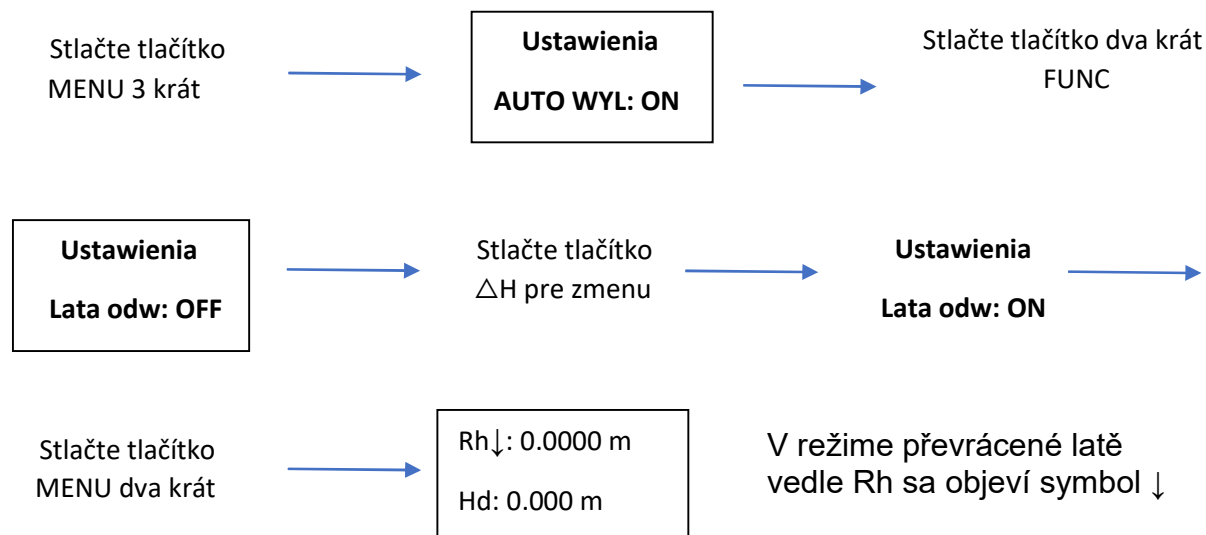 Stlačte tlačítko
MENU 3 krát
Ustawienia
AUTO WYL: ON
Stlačte tlačítko dva krát
FUNC
Ustawienia
Lata odw: OFF
Stlačte tlačítko
△H pre zmenu
Ustawienia
Lata odw: ON
Stlačte tlačítko
MENU dva krát
Rh↓: 0.0000 m
Hd: 0.000 m
V režime převrácené latě
vedle Rh sa objeví symbol ↓